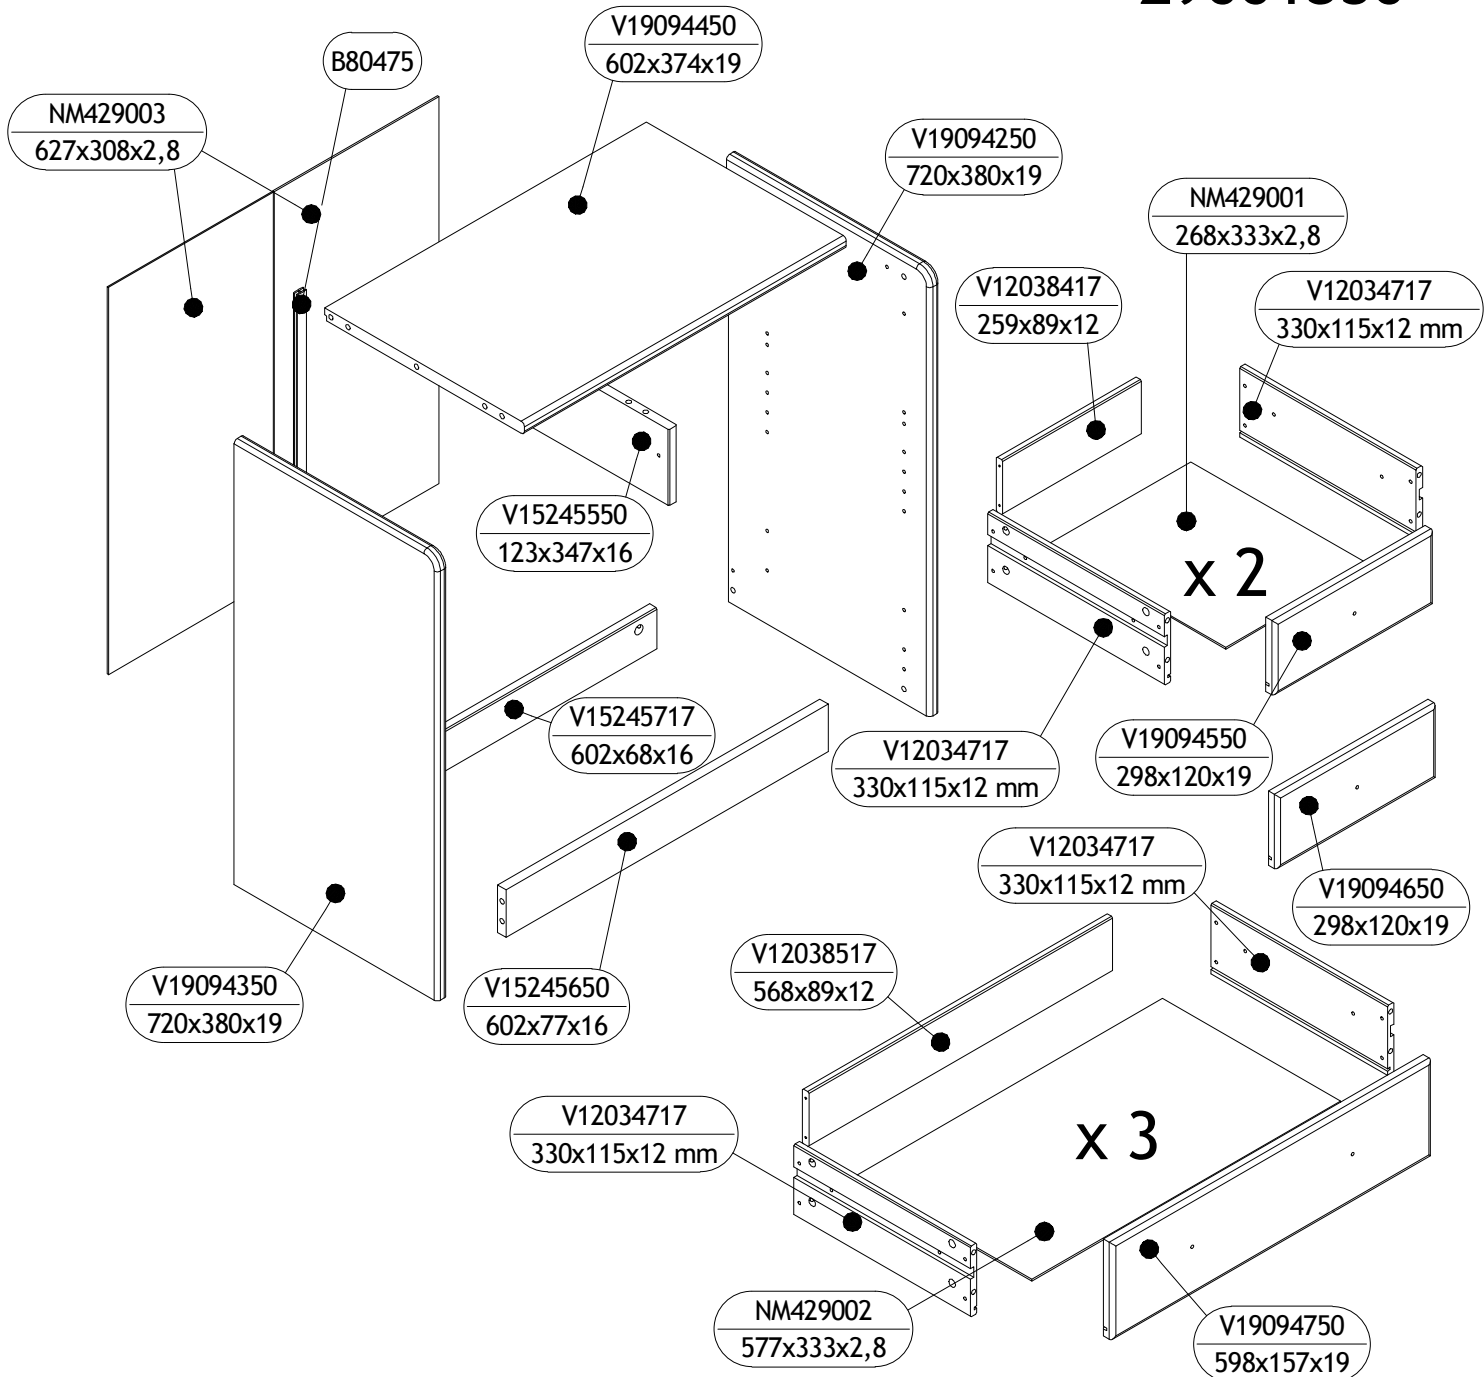 V19094450
602x374x19
B80475
NM429003
627x308x2,8
V19094250
720x380x19
NM429001
268x333x2,8
V12038417
259x89x12
V12034717
330x115x12 mm
V15245550
123x347x16
x 2
V15245717
602x68x16
V12034717
330x115x12 mm
V19094550
298x120x19
V12034717
330x115x12 mm
V19094650
298x120x19
V19094350
720x380x19
V15245650
602x77x16
V12038517
568x89x12
V12034717
330x115x12 mm
x 3
NM429002
577x333x2,8
V19094750
598x157x19